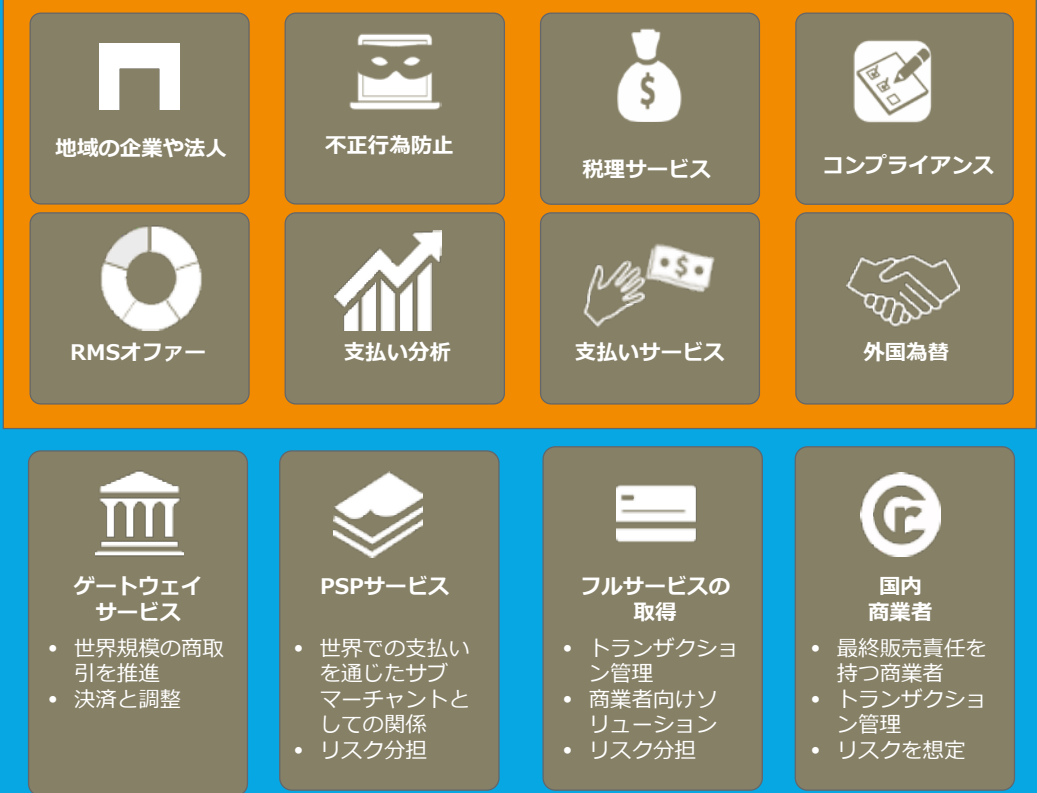 地域の企業や法人
不正行為防止
税理サービス
コンプライアンス
RMSオファー
支払い分析
支払いサービス
外国為替
ゲートウェイ
サービス
• 世界規模の商取
引を推進
• 決済と調整
PSPサービス
• 世界での支払い
を通じたサブ
マーチャントと
しての関係
• リスク分担
フルサービスの
取得
• トランザクショ
ン管理
• 商業者向けソ
リューション
• リスク分担
国内
商業者
• 最終販売責任を
持つ商業者
• トランザクショ
ン管理
• リスクを想定